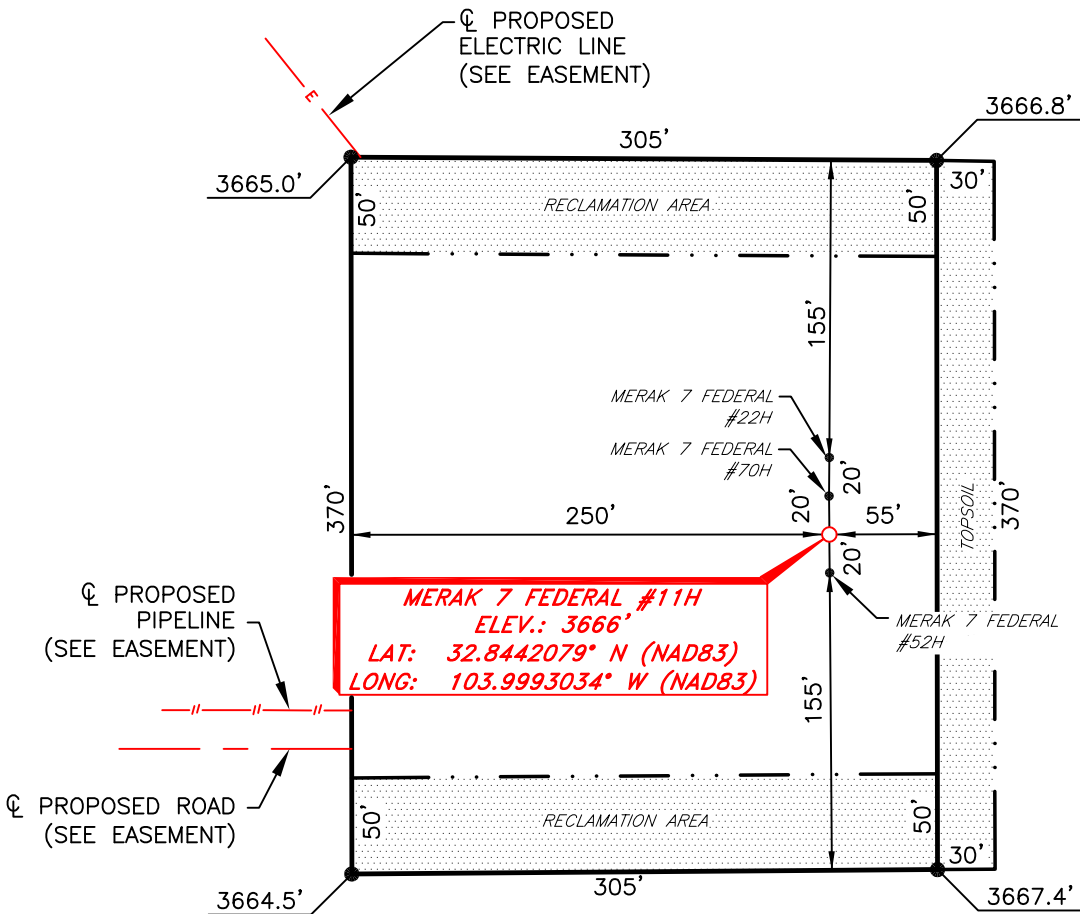 ℄ PROPOSED
ELECTRIC LINE
(SEE EASEMENT)
E
3666.8'
305'
3665.0'
30'
50'
50'
RECLAMATION AREA
155'
MERAK 7 FEDERAL
#22H
MERAK 7 FEDERAL
#70H
20'
20'
370'
250'
55'
TOPSOIL
370'
20'
MERAK 7 FEDERAL #11H
ELEV.: 3666'
LAT: 32.8442079° N (NAD83)
LONG: 103.9993034° W (NAD83)
℄ PROPOSED
PIPELINE
(SEE EASEMENT)
MERAK 7 FEDERAL
#52H
155'
℄ PROPOSED ROAD
(SEE EASEMENT)
50'
RECLAMATION AREA
50'
30'
305'
3664.5'
3667.4'